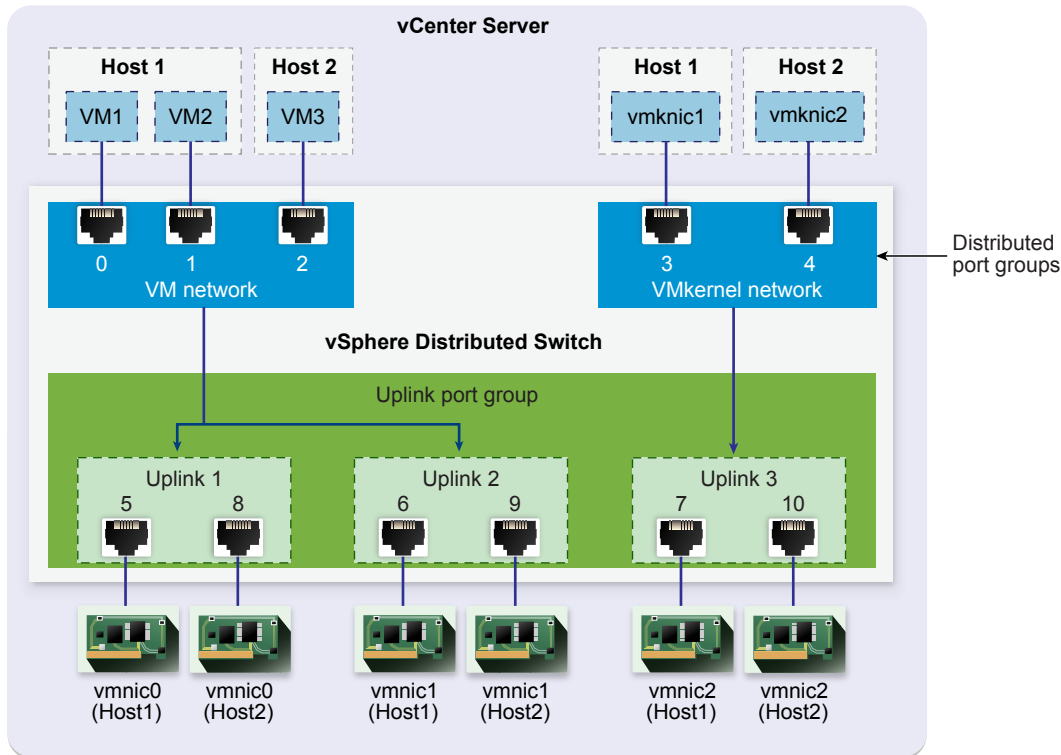 vCenter Server
Host 1
Host 2
Host 1
Host 2
VM1
VM2
VM3
vmknic1
vmknic2
0
1
2
3
4
VM network
VMkernel network
Distributed
port groups
vSphere Distributed Switch
Uplink port group
Uplink 1
Uplink 2
Uplink 3
5
8
6
9
7
10
vmnic0
(Host1)
vmnic0
(Host2)
vmnic1
(Host1)
vmnic1
(Host2)
vmnic2
(Host1)
vmnic2
(Host2)